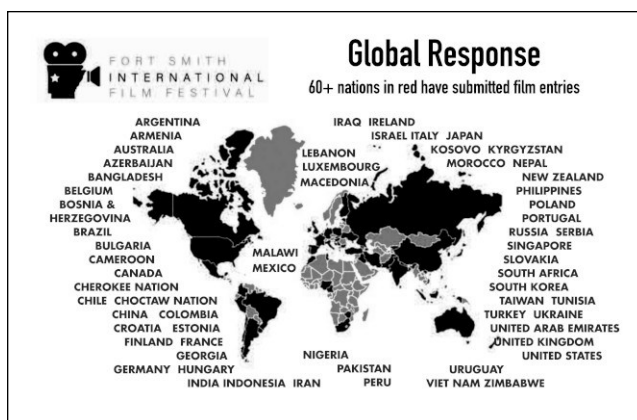 FORT SMITH
INTERNATIONAL
FILM FESTIVAL
Global Response
60+ nations in red have submitted film entries
ARGENTINA
ARMENIA
AUSTRALIA
AZERBAIJAN
BANGLADESH
BELGIUM
BOSNIA &
HERZEGOVINA
BRAZIL
BULGARIA
CAMEROON
CANADA
CHEROKEE NATION
CHILE CHOCTAW NATION
CHINA COLOMBIA
CROATIA ESTONIA
FINLAND FRANCE
GEORGIA
GERMANY HUNGARY
INDIA INDONESIA IRAN
IRAQ IRELAND
ISRAEL ITALY JAPAN
KOSOVO KYRGYZSTAN
LEBANON
LUXEMBOURG
MACEDONIA
MALAWI
MEXICO
MOROCCO NEPAL
NEW ZEALAND
NIGERIA
PAKISTAN
PERU
PHILIPPINES
POLAND
PORTUGAL
RUSSIA SERBIA
SINGAPORE
SLOVAKIA
SOUTH AFRICA
SOUTH KOREA
TAIWAN TUNISIA
TURKEY UKRAINE
UNITED ARAB EMIRATES
UNITED KINGDOM
UNITED STATES
URUGUAY
VIET NAM ZIMBABWE